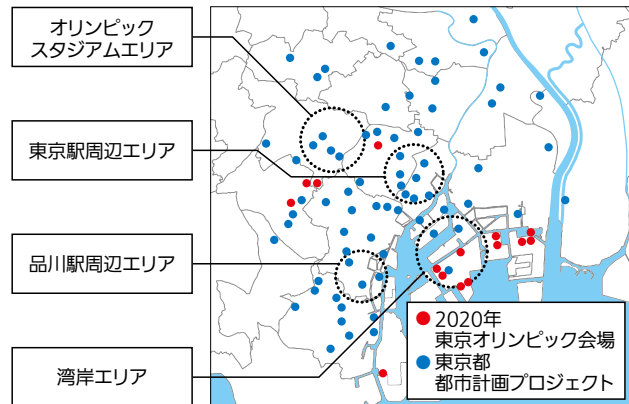 オリンピック
スタジアムエリア
東京駅周辺エリア
品川駅周辺エリア
湾岸エリア
2020年
東京オリンピック会場
東京都
都市計画プロジェクト